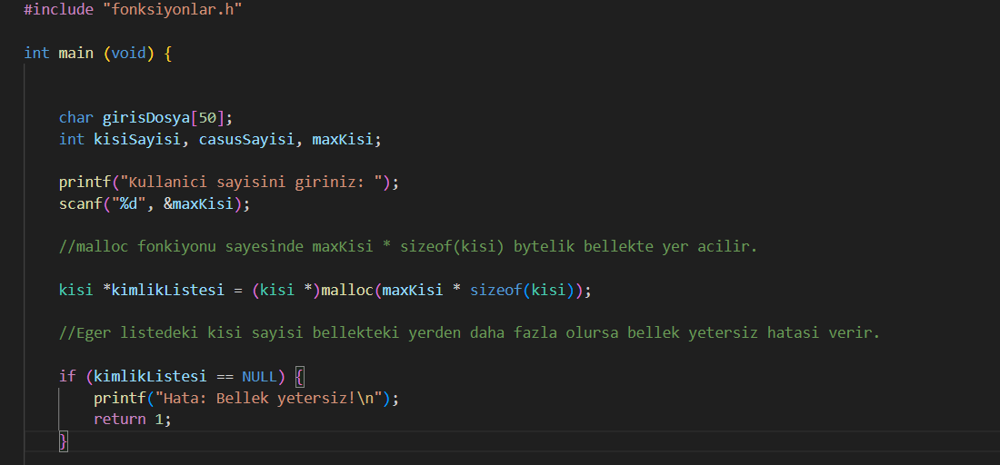 #include "fonksiyonlar.h"
int main (void) {
char girisDosya[50];
int kisiSayisi, casusSayisi, maxKisi;
printf("Kullanici sayisini giriniz: ");
scanf("%d", &maxKisi);
//malloc fonkiyonu sayesinde maxKisi * sizeof(kisi) bytelik bellekte yer acilir.
kisi *kimlikListesi = (kisi *)malloc(maxKisi * sizeof(kisi));
//Eger listedeki kisi sayisi bellekteki yerden daha fazla olursa bellek yetersiz hatasi verir.
if (kimlikListesi == NULL) {
printf("Hata: Bellek yetersiz!\n");
return 1;
}